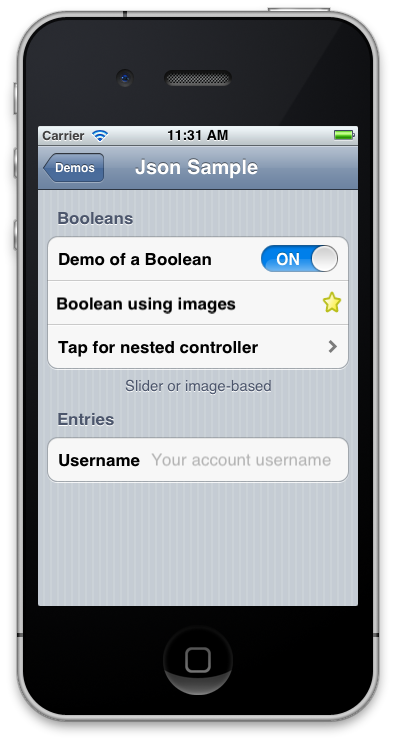 Carrier 11:31 AM
Demos Json Sample
Booleans
Demo of a Boolean ON
Boolean using images
Tap for nested controller
Slider or image-based
Entries
Username Your account username